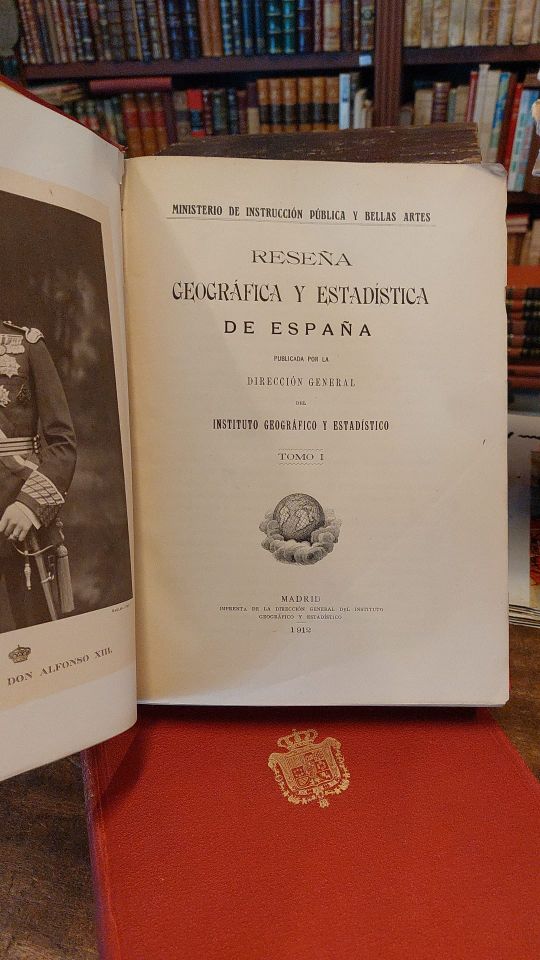 MINISTERIO DE INSTRUCCIÓN PÚBLICA Y BELLAS ARTES
RESEÑA
GEOGRÁFICA Y ESTADÍSTICA
DE ESPAÑA
PUBLICADA POR LA
DIRECCIÓN GENERAL
DEL
INSTITUTO GEOGRÁFICO Y ESTADÍSTICO
TOMO I
MADRID
IMPRENTA DE LA DIRECCIÓN GENERAL DEL INSTITUTO
GEOGRÁFICO Y ESTADÍSTICO
1912
DON ALFONSO XIII.